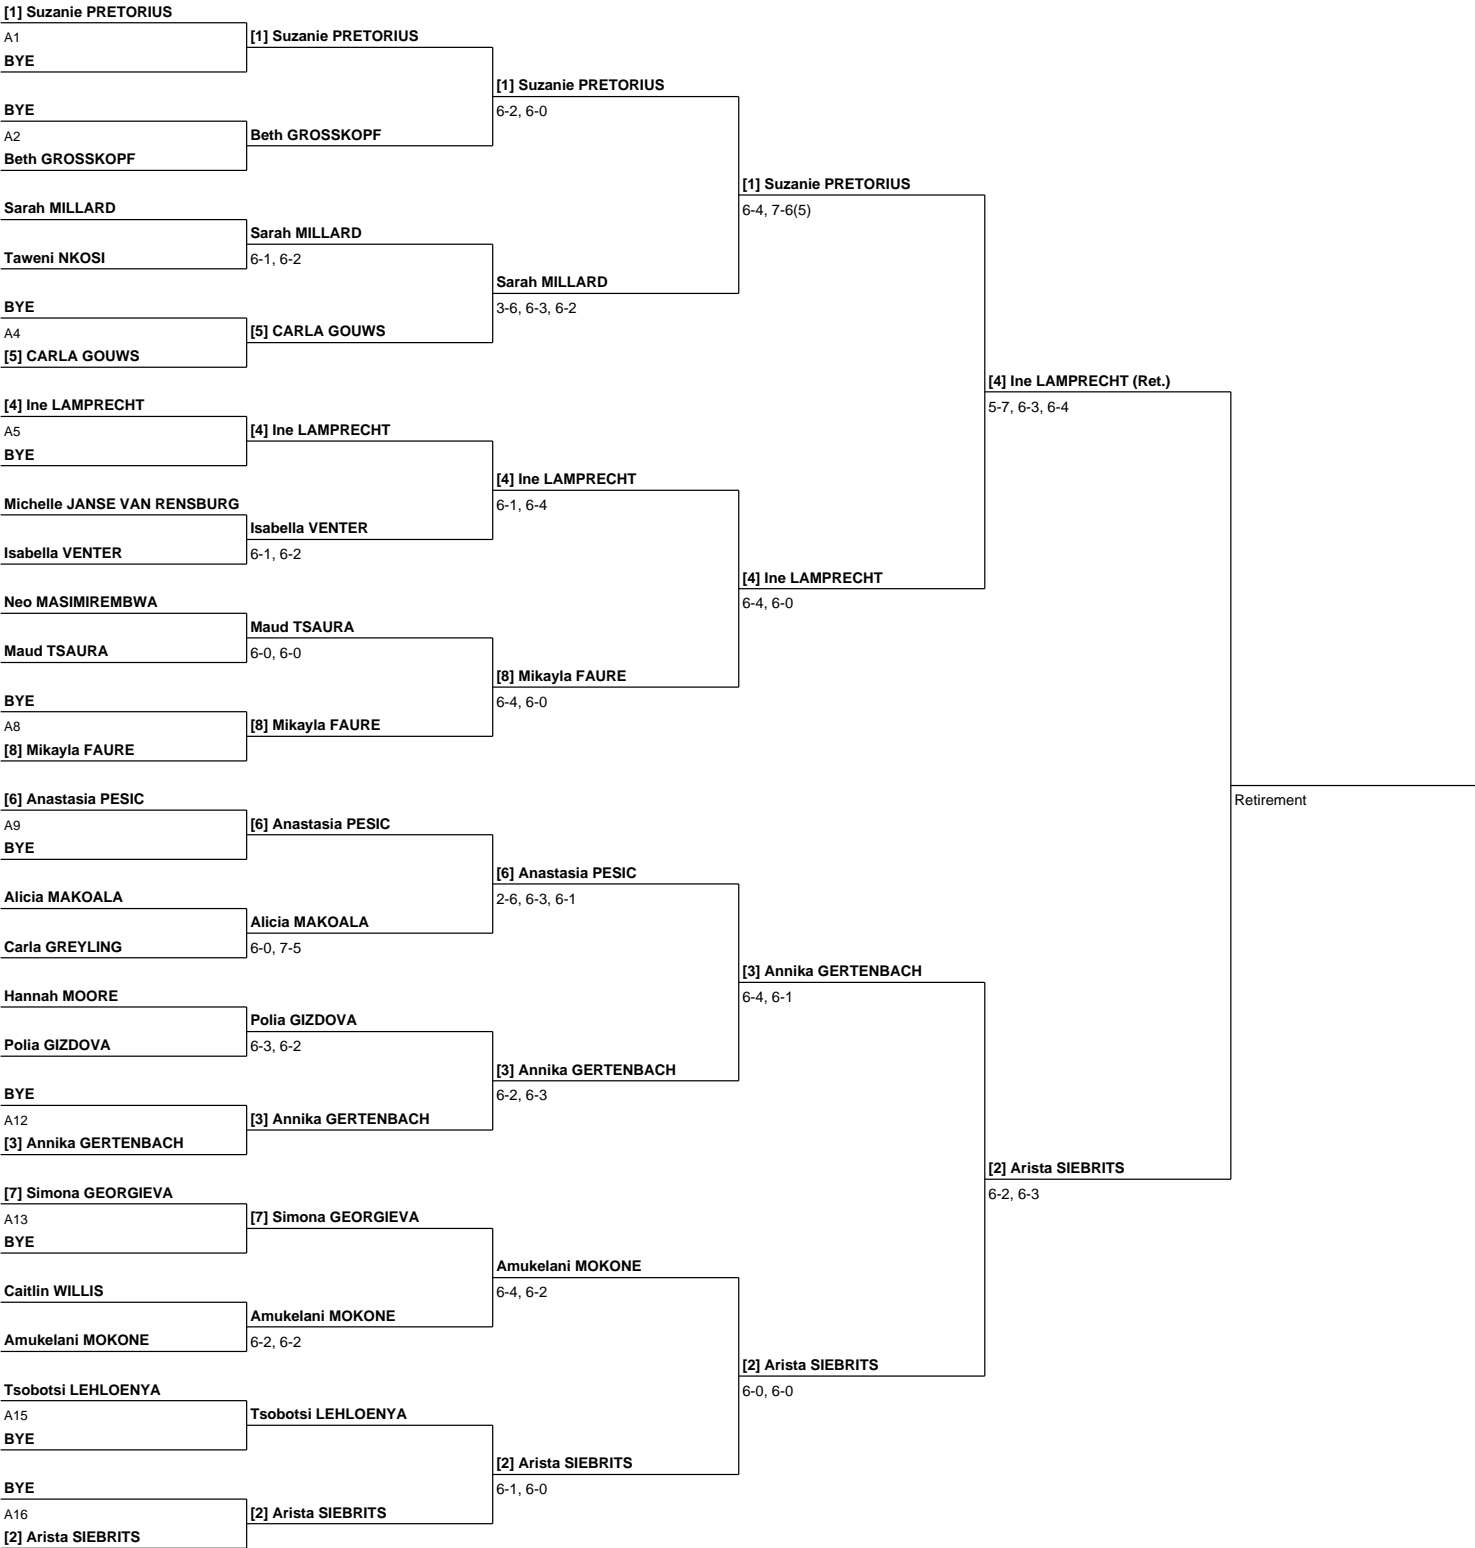 [1] Suzanie PRETORIUS
A1
BYE
[1] Suzanie PRETORIUS
[1] Suzanie PRETORIUS
6-2, 6-0
BYE
A2
Beth GROSSKOPF
Beth GROSSKOPF
[1] Suzanie PRETORIUS
6-4, 7-6(5)
Sarah MILLARD
Taweni NKOSI
Sarah MILLARD
6-1, 6-2
Sarah MILLARD
3-6, 6-3, 6-2
BYE
A4
[5] CARLA GOUWS
[5] CARLA GOUWS
[4] Ine LAMPRECHT (Ret.)
5-7, 6-3, 6-4
[4] Ine LAMPRECHT
A5
BYE
[4] Ine LAMPRECHT
[4] Ine LAMPRECHT
6-1, 6-4
Michelle JANSE VAN RENSBURG
Isabella VENTER
Isabella VENTER
6-1, 6-2
[4] Ine LAMPRECHT
6-4, 6-0
Neo MASIMIREMBWA
Maud TSAURA
Maud TSAURA
6-0, 6-0
[8] Mikayla FAURE
6-4, 6-0
BYE
A8
[8] Mikayla FAURE
[8] Mikayla FAURE
Retirement
[6] Anastasia PESIC
A9
BYE
[6] Anastasia PESIC
[6] Anastasia PESIC
2-6, 6-3, 6-1
Alicia MAKOALA
Carla GREYLING
Alicia MAKOALA
6-0, 7-5
[3] Annika GERTENBACH
6-4, 6-1
Hannah MOORE
Polia GIZDOVA
Polia GIZDOVA
6-3, 6-2
[3] Annika GERTENBACH
6-2, 6-3
BYE
A12
[3] Annika GERTENBACH
[3] Annika GERTENBACH
[2] Arista SIEBRITS
6-2, 6-3
[7] Simona GEORGIEVA
A13
BYE
[7] Simona GEORGIEVA
Amukelani MOKONE
6-4, 6-2
Caitlin WILLIS
Amukelani MOKONE
Amukelani MOKONE
6-2, 6-2
[2] Arista SIEBRITS
6-0, 6-0
Tsobotsi LEHLOENYA
A15
BYE
Tsobotsi LEHLOENYA
[2] Arista SIEBRITS
6-1, 6-0
BYE
A16
[2] Arista SIEBRITS
[2] Arista SIEBRITS